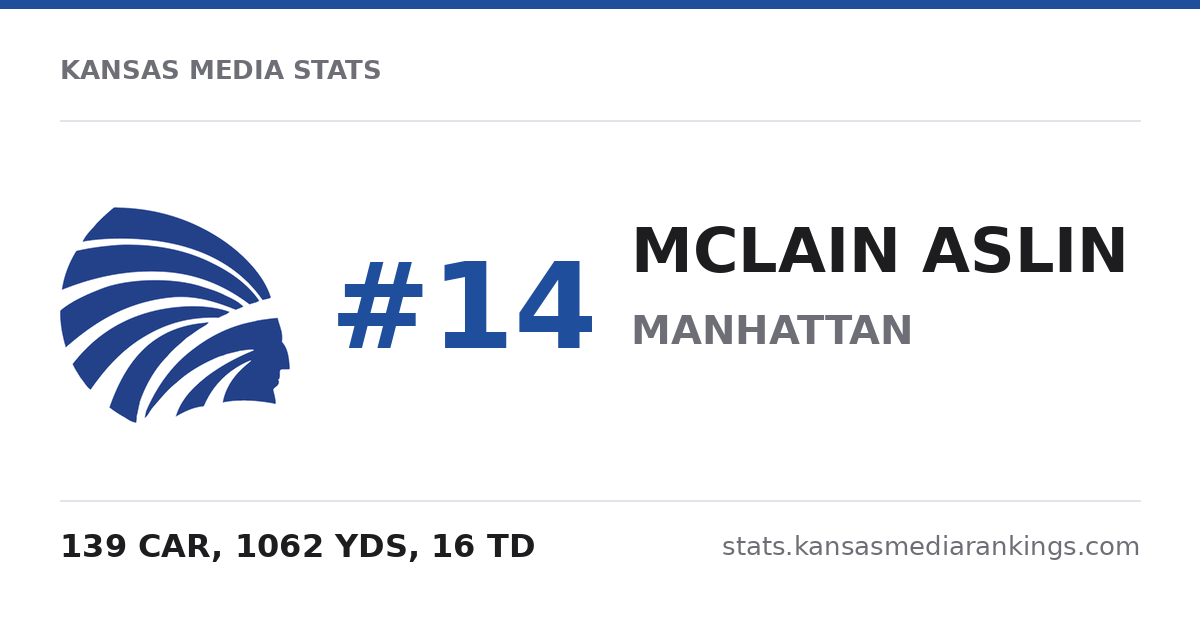 KANSAS MEDIA STATS
#14
MCLAIN ASLIN
MANHATTAN
139 CAR, 1062 YDS, 16 TD
stats.kansasmediarankings.com